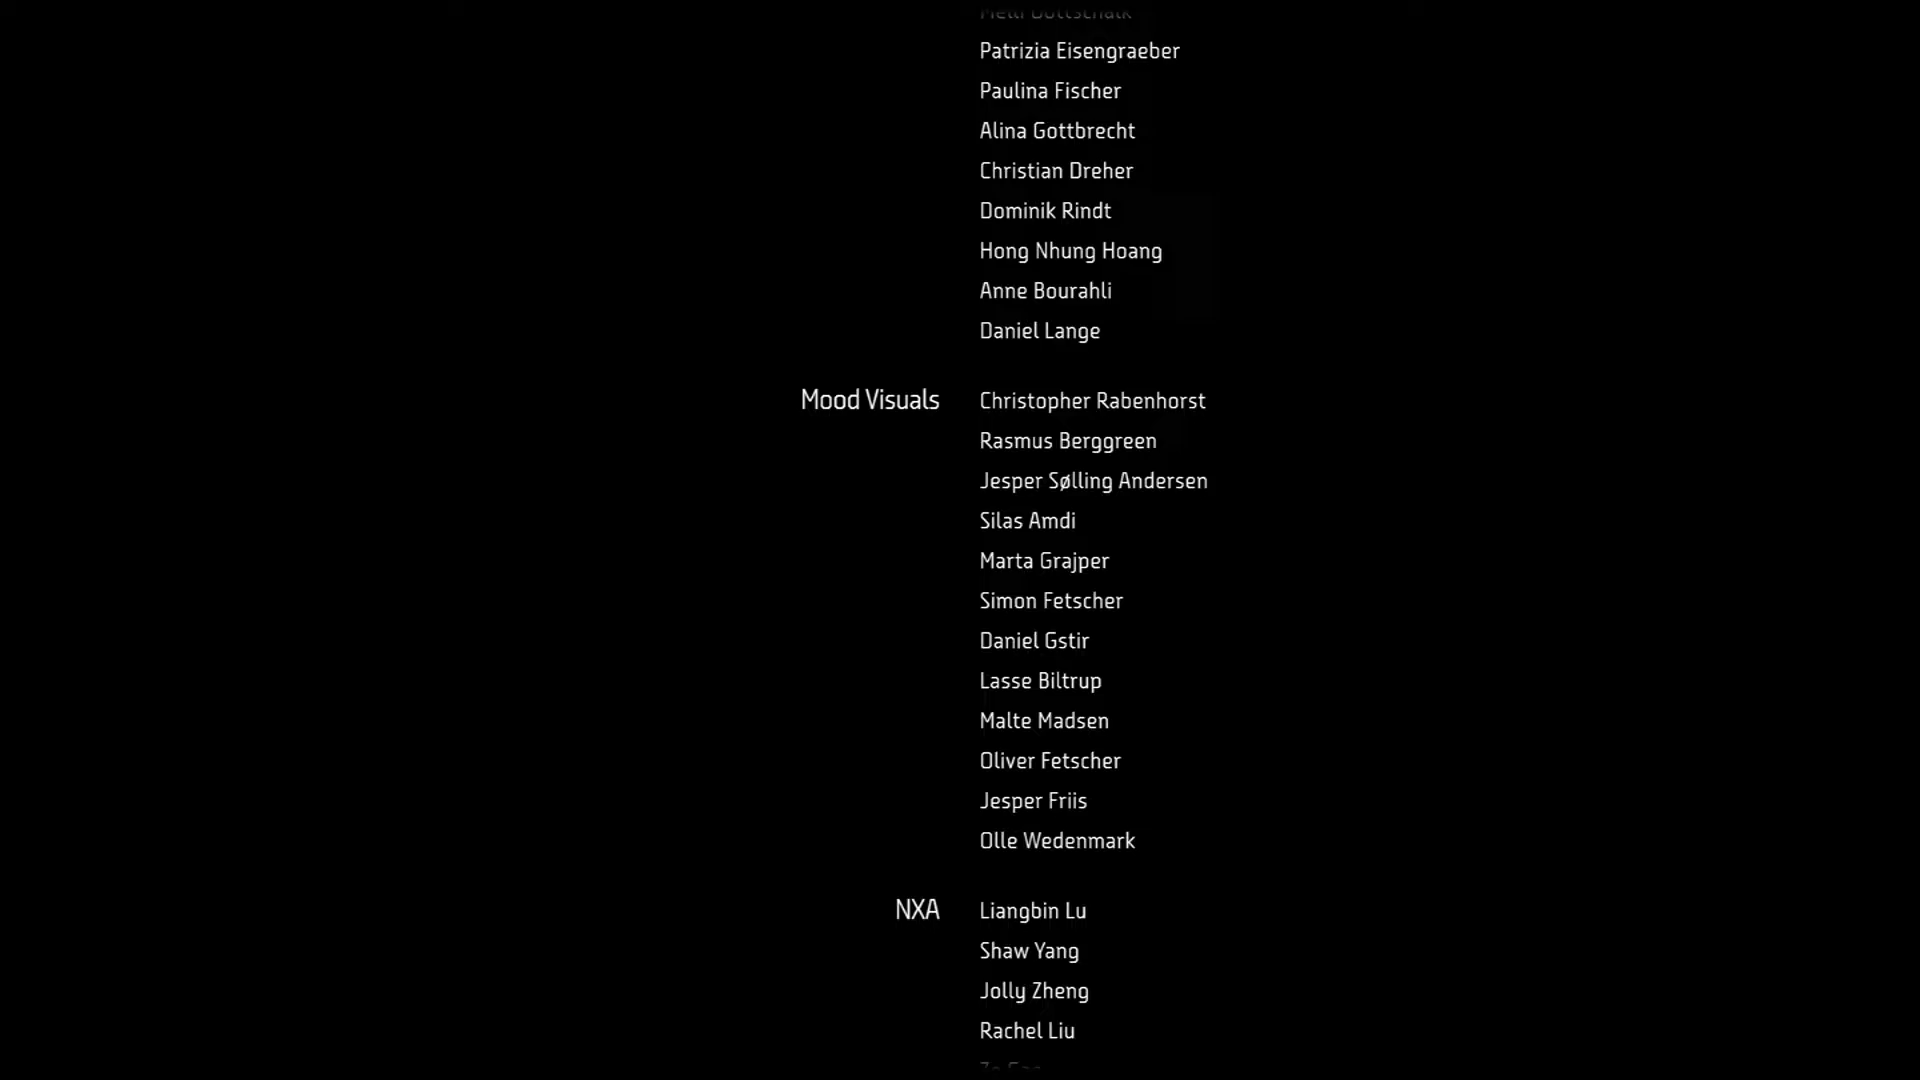 Patrizia Eisengraeber
Paulina Fischer
Alina Gottbrecht
Christian Dreher
Dominik Rindt
Hong Nhung Hoang
Anne Bourahli
Daniel Lange
Mood Visuals Christopher Rabenhorst
Rasmus Berggreen
Jesper Sølling Andersen
Silas Amdi
Marta Grajper
Simon Fetscher
Daniel Gstir
Lasse Biltrup
Malte Madsen
Oliver Fetscher
Jesper Friis
Olle Wedenmark
NXA Liangbin Lu
Shaw Yang
Jolly Zheng
Rachel Liu